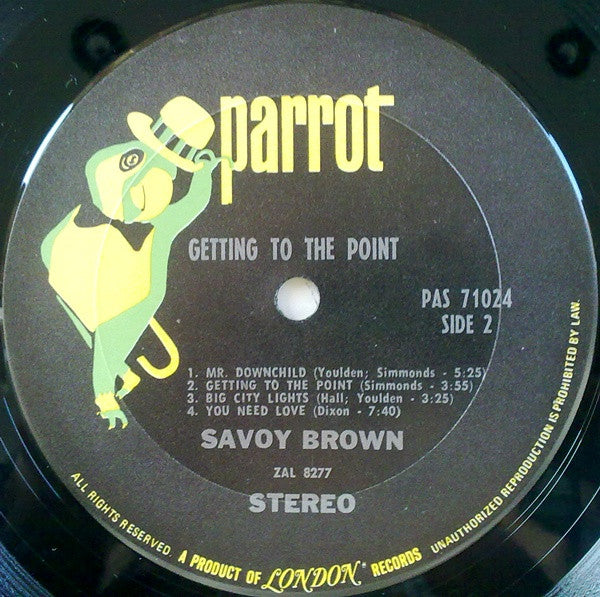 parrot
GETTING TO THE POINT
PAS 71024
SIDE 2
1. MR. DOWNCHILD (Youlden; Simmonds - 5:25)
2. GETTING TO THE POINT (Simmonds - 3:55)
3. BIG CITY LIGHTS (Hall; Youlden - 3:25)
4. YOU NEED LOVE (Dixon - 7:40)
SAVOY BROWN
ZAL 8277
STEREO
ALL RIGHTS RESERVED. A PRODUCT OF LONDON® RECORDS UNAUTHORIZED REPRODUCTION IS PROHIBITED BY LAW.